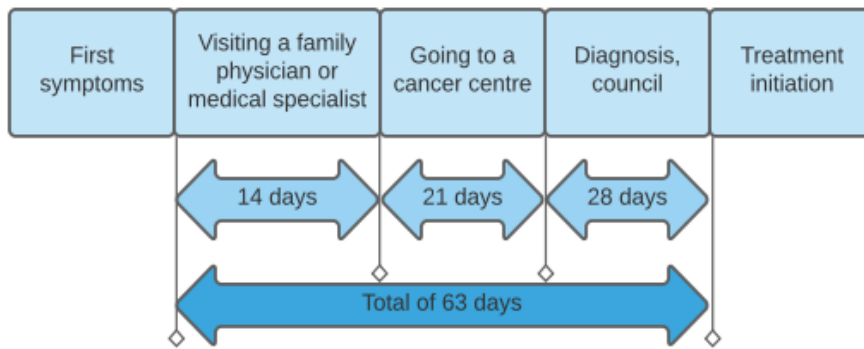 First
symptoms
Visiting a family
physician or
medical specialist
Going to a
cancer centre
Diagnosis,
council
Treatment
initiation
14 days
21 days
28 days
Total of 63 days